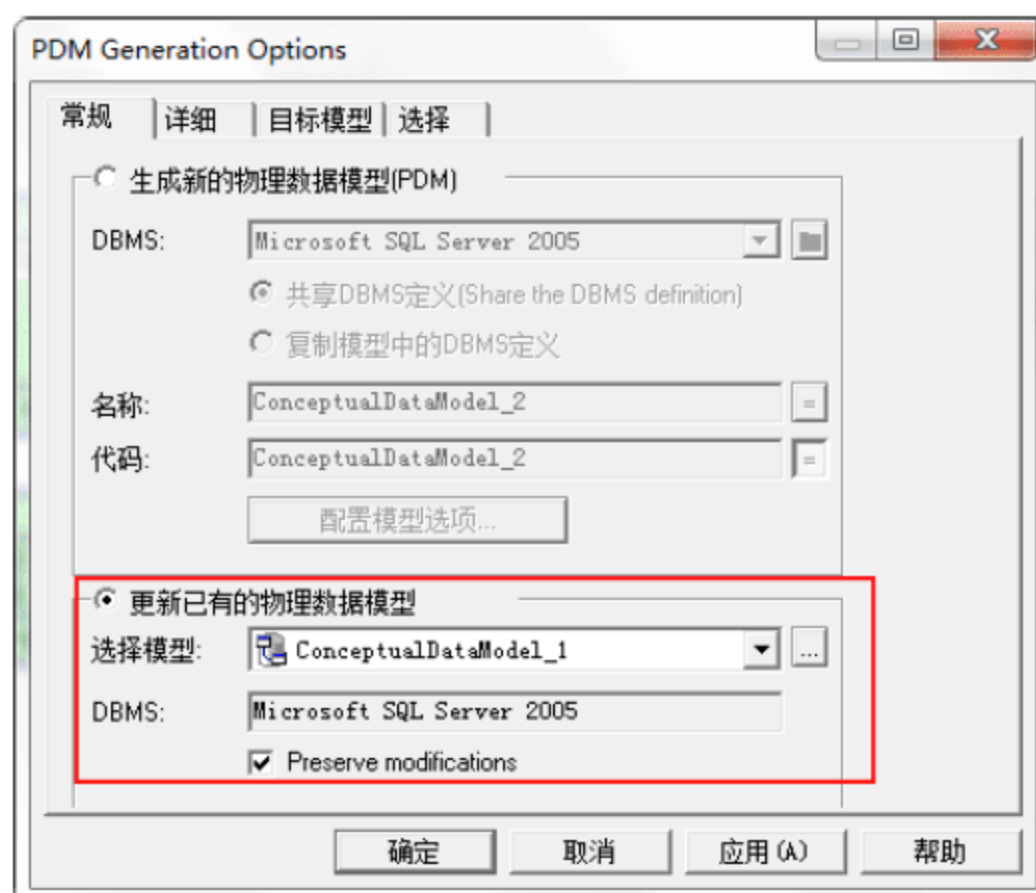 PDM Generation Options
常规 详细 目标模型 选择
生成新的物理数据模型(PDM)
DBMS: Microsoft SQL Server 2005
共享DBMS定义(Share the DBMS definition)
复制模型中的DBMS定义
名称: ConceptualDataModel_2 =
代码: ConceptualDataModel_2 =
配置模型选项...
更新已有的物理数据模型
选择模型: ConceptualDataModel_1 ...
DBMS: Microsoft SQL Server 2005
Preserve modifications
确定 取消 应用(A) 帮助